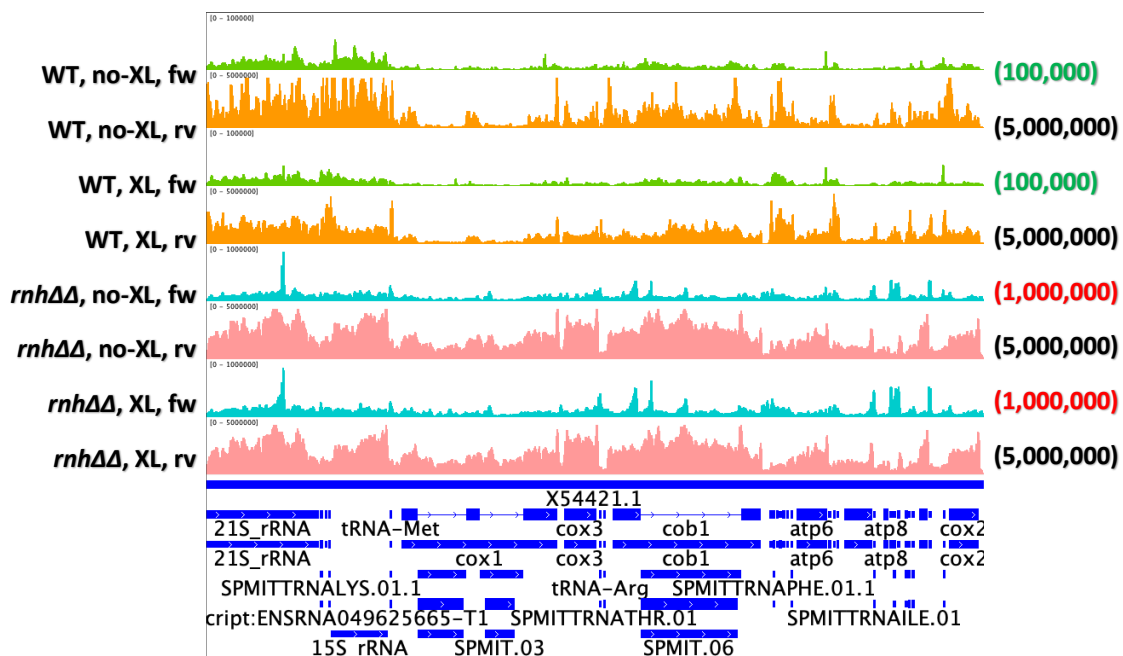 [0 - 100000]
WT, no-XL, fw (100,000)
[0 - 5000000]
WT, no-XL, rv (5,000,000)
[0 - 100000]
WT, XL, fw (100,000)
[0 - 5000000]
WT, XL, rv (5,000,000)
[0 - 1000000]
rnhΔΔ, no-XL, fw (1,000,000)
[0 - 5000000]
rnhΔΔ, no-XL, rv (5,000,000)
[0 - 1000000]
rnhΔΔ, XL, fw (1,000,000)
[0 - 5000000]
rnhΔΔ, XL, rv (5,000,000)
X54421.1
21S_rRNA tRNA-Met cox3 cob1 atp6 atp8 cox2
21S_rRNA cox1 cox3 cob1 atp6 atp8 cox2
SPMITTRNALYS.01.1 tRNA-Arg SPMITTRNAPHE.01.1
cript:ENSRNA049625665-T1 SPMITTRNATHR.01 SPMITTRNAILE.01
15S_rRNA SPMIT.03 SPMIT.06